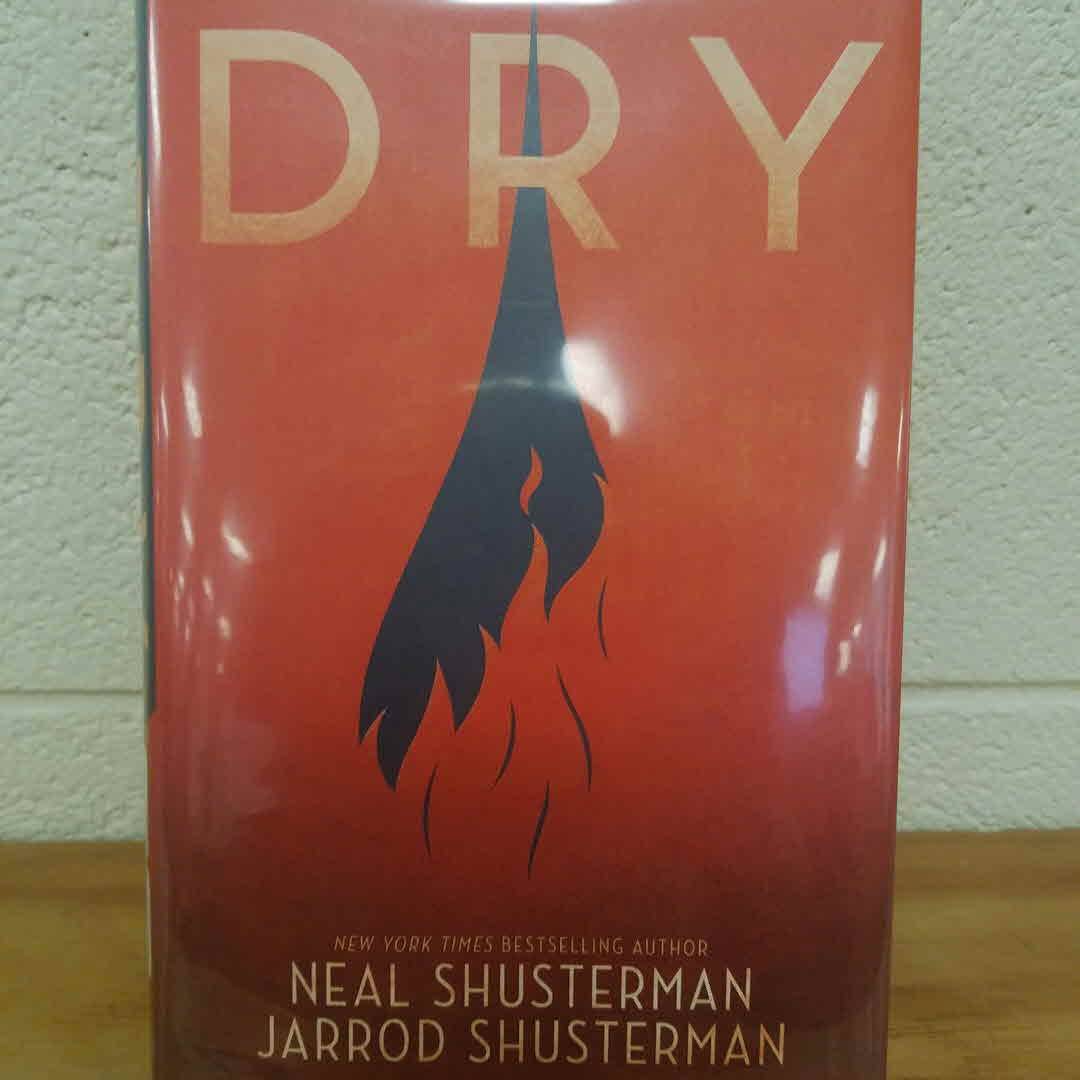 DRY
NEW YORK TIMES BESTSELLING AUTHOR
NEAL SHUSTERMAN
JARROD SHUSTERMAN